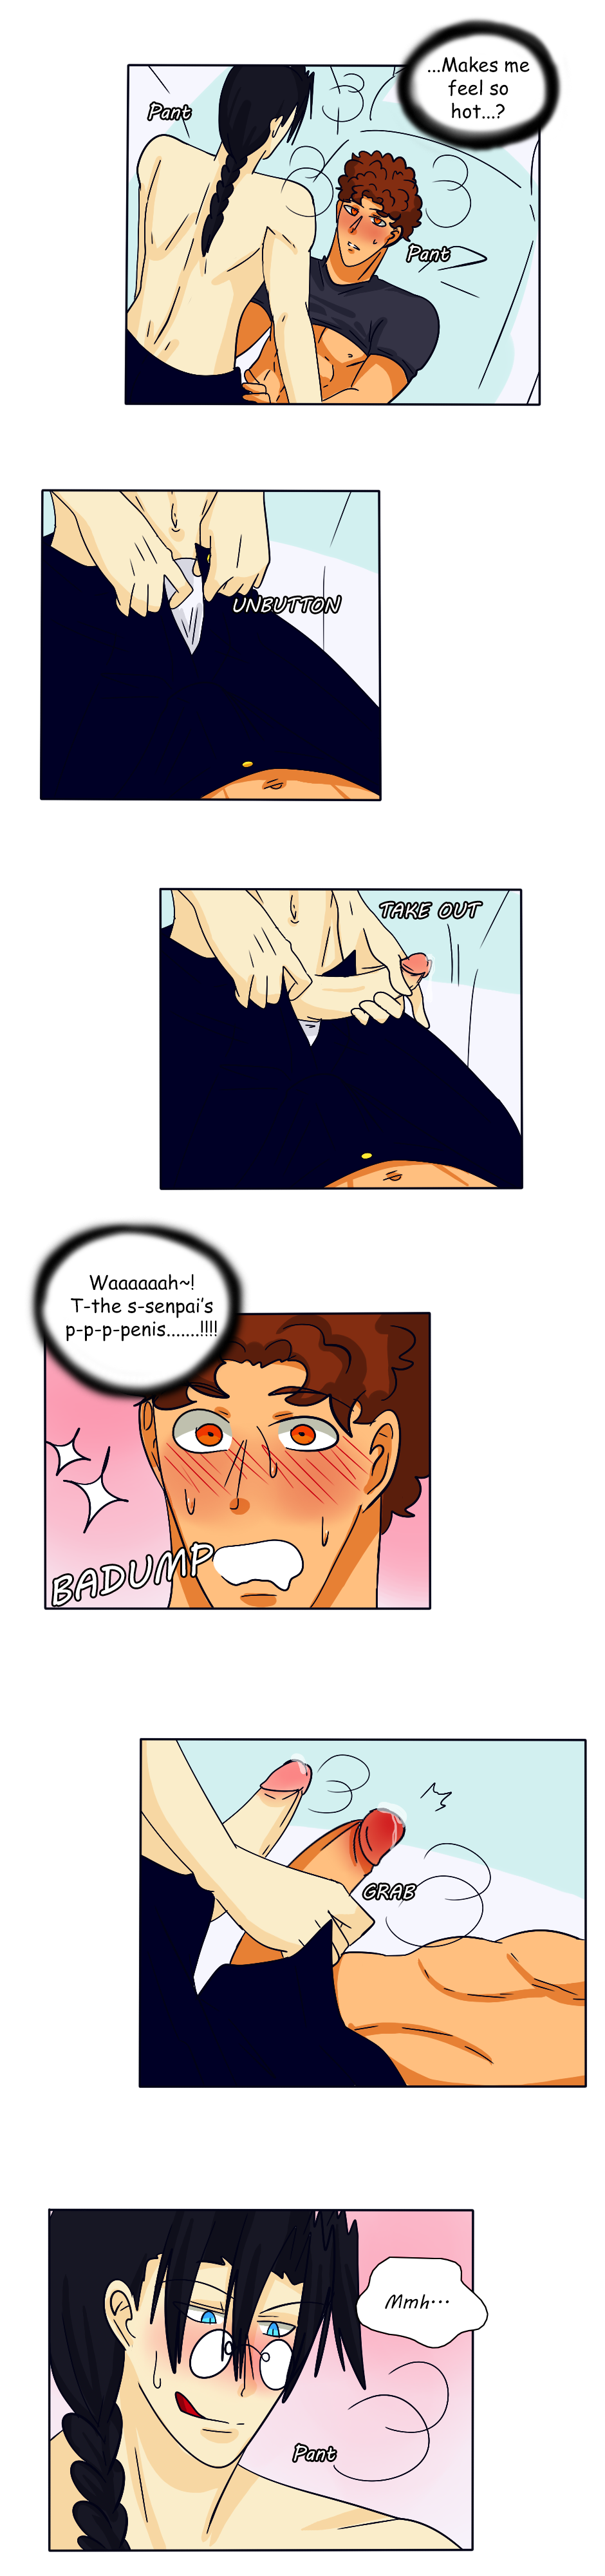 ...Makes me
feel so
hot...?
Pant
Pant
UNBUTTON
TAKE OUT
Waaaaaah~!
T-the s-senpai's
p-p-p-penis.......!!!!
BADUMP
GRAB
Mmh...
Pant